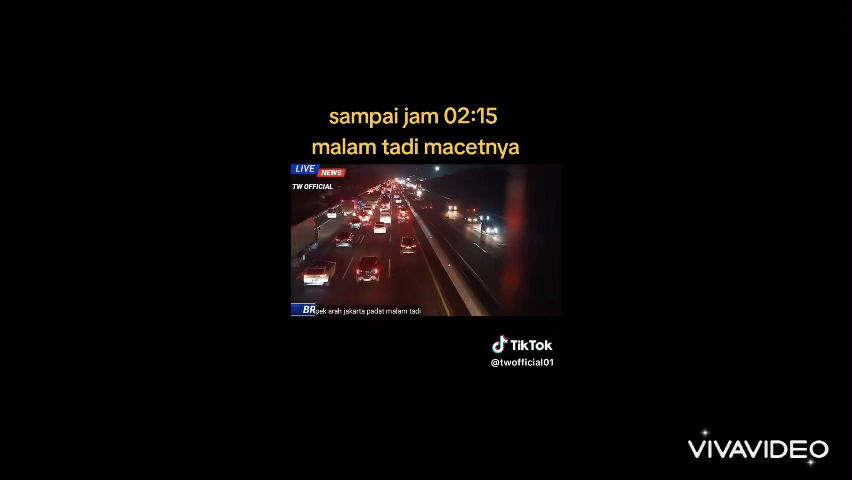 sampai jam 02:15
malam tadi macetnya
LIVE
NEWS
TW OFFICIAL
BR
pek arah jakarta padat malam tadi
TikTok
@twofficial01
VIVAVIDEO